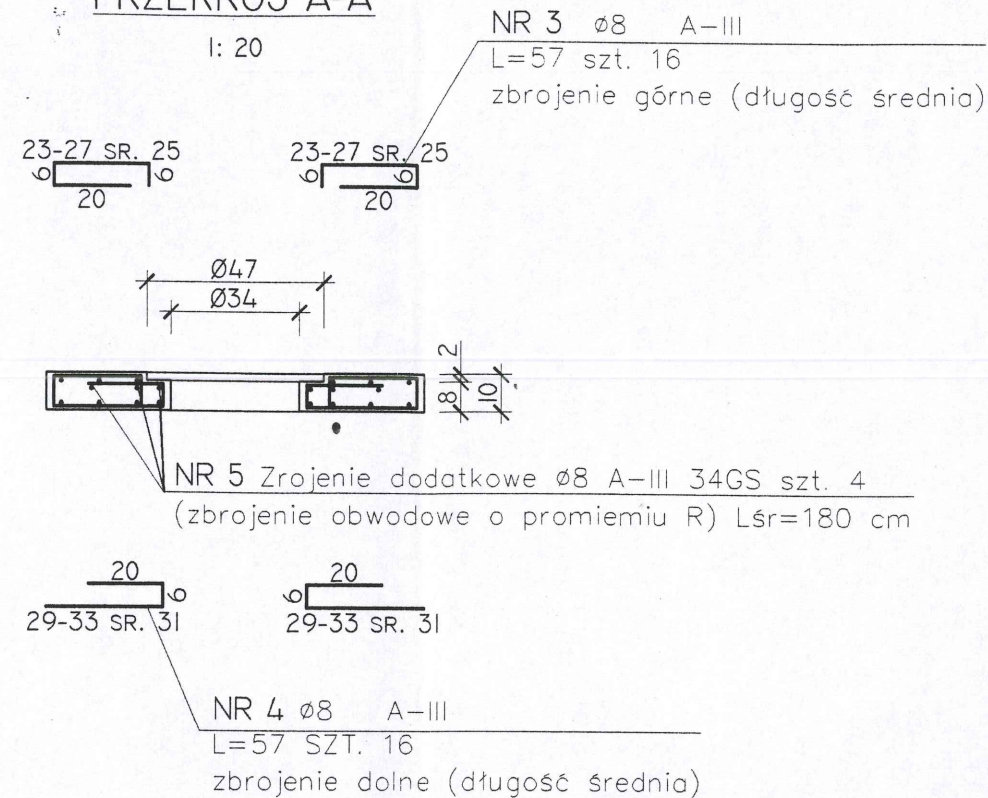 PRZEKRÓJ A-A
1: 20
NR 3 ø8 A-III
L=57 szt. 16
zbrojenie górne (długość średnia)
23-27 SR. 25
6 6
20
23-27 SR. 25
6 6
20
Ø47
Ø34
2
8 10
NR 5 Zrojenie dodatkowe ø8 A-III 34GS szt. 4
(zbrojenie obwodowe o promiemiu R) Lśr=180 cm
20
6
29-33 SR. 31
20
6
29-33 SR. 31
NR 4 ø8 A-III
L=57 SZT. 16
zbrojenie dolne (długość średnia)